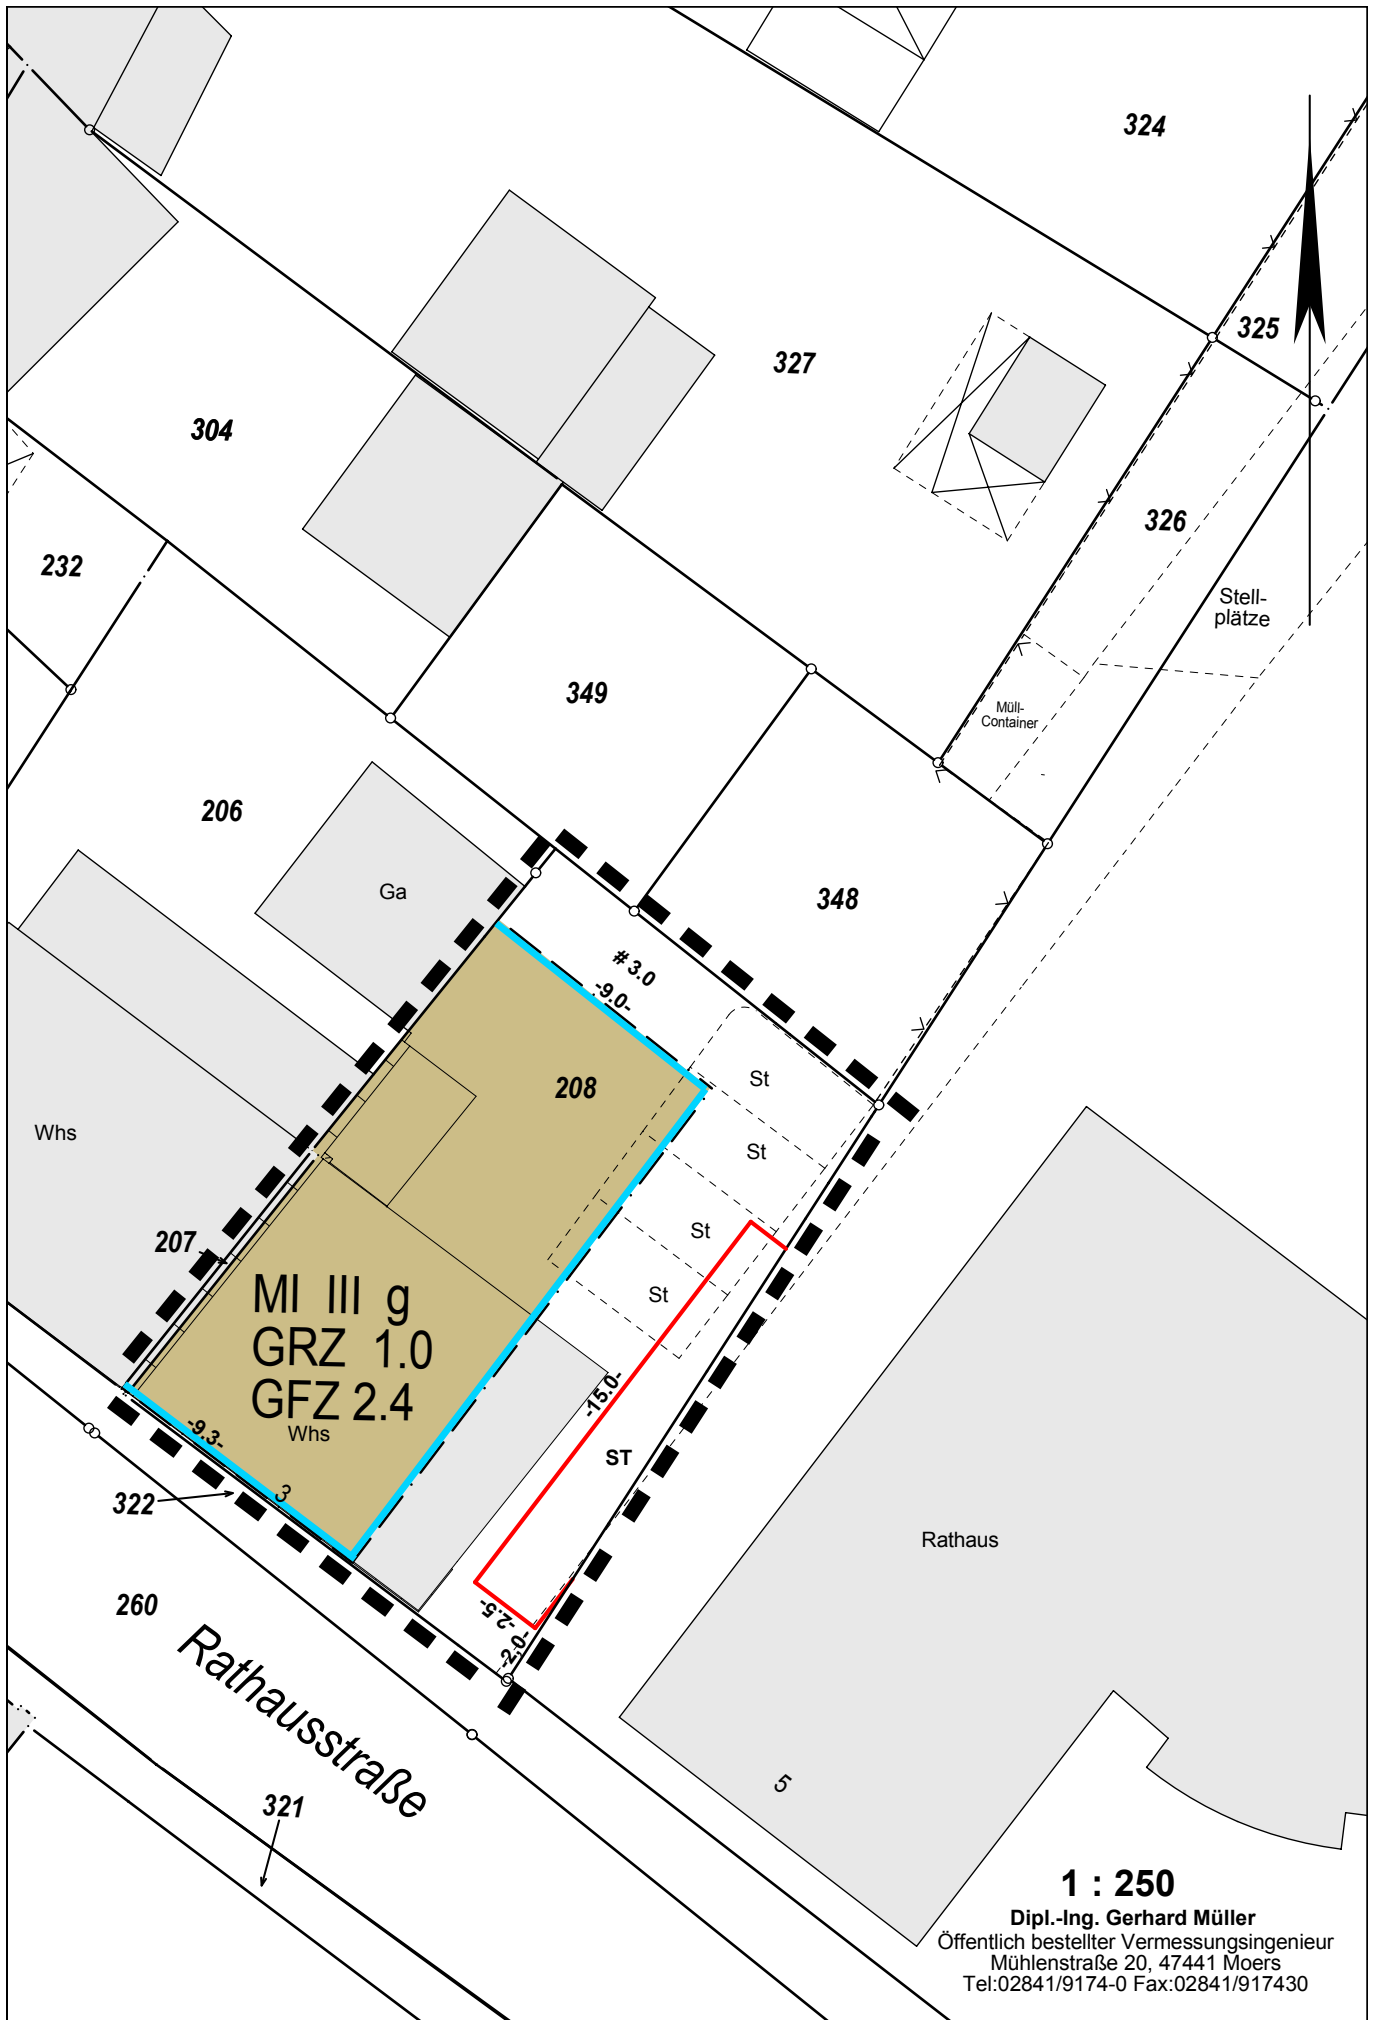 324
325
327
304
326
232
Stell-
plätze
349
Müll-
Container
206
Ga
348
# 3.0
-9.0-
St
208
Whs
St
St
207
St
MI III g
GRZ 1.0
GFZ 2.4
-15.0-
-9.3-
Whs
ST
3
322
Rathaus
260
-2.5-
-2,0-
Rathausstraße
5
321
1 : 250
Dipl.-Ing. Gerhard Müller
Öffentlich bestellter Vermessungsingenieur
Mühlenstraße 20, 47441 Moers
Tel:02841/9174-0 Fax:02841/917430